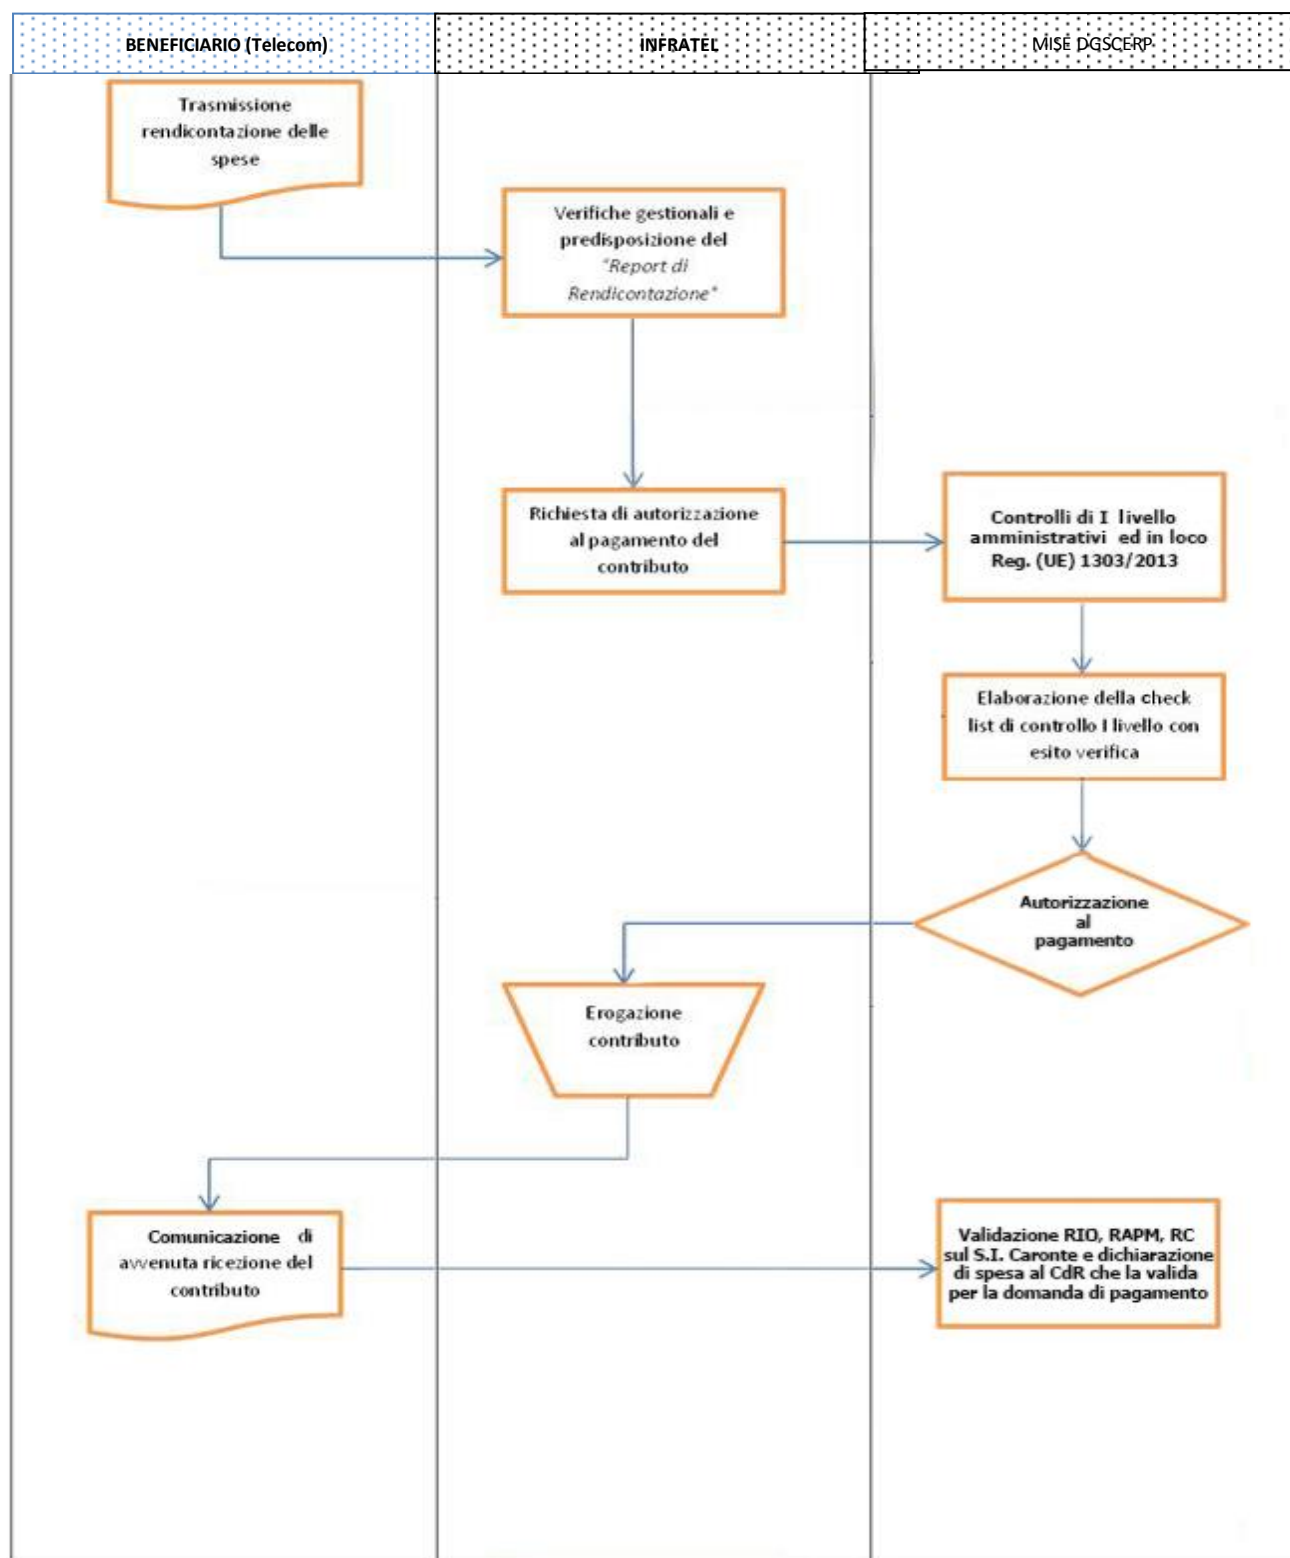 BENEFICIARIO (Telecom)
INFRATEL
MISE DGSCERP
Trasmissione
rendicontazione delle
spese
Verifiche gestionali e
predisposizione del
"Report di
Rendicontazione"
Richiesta di autorizzazione
al pagamento del
contributo
Controlli di I livello
amministrativi ed in loco
Reg. (UE) 1303/2013
Elaborazione della check
list di controllo I livello con
esito verifica
Autorizzazione
al
pagamento
Erogazione
contributo
Comunicazione di
avvenuta ricezione del
contributo
Validazione RIO, RAPM, RC
sul S.I. Caronte e dichiarazione
di spesa al CdR che la valida
per la domanda di pagamento